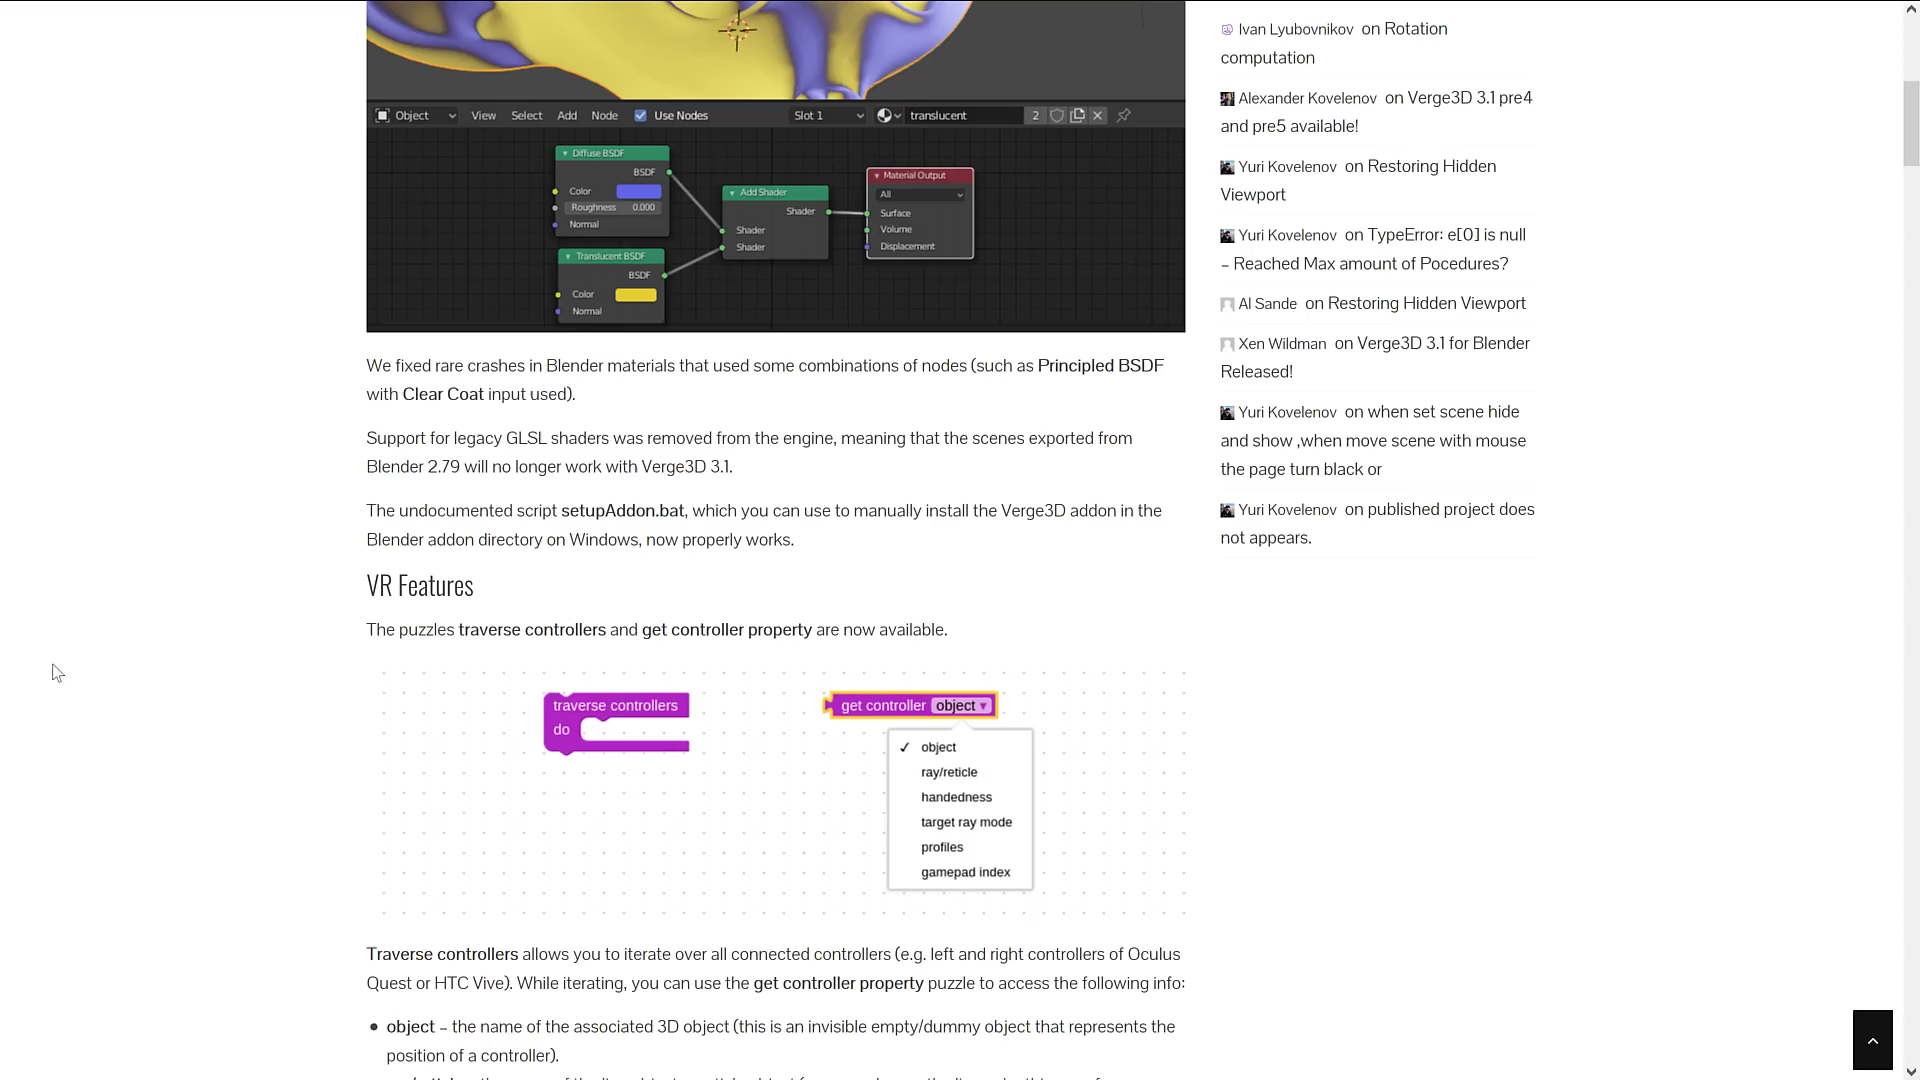 Object View Select Add Node Use Nodes Slot 1 translucent 2
Diffuse BSDF
BSDF
Color
Roughness 0.000
Normal
Translucent BSDF
BSDF
Color
Normal
Add Shader
Shader
Shader
Shader
Material Output
All
Surface
Volume
Displacement
We fixed rare crashes in Blender materials that used some combinations of nodes (such as Principled BSDF
with Clear Coat input used).
Support for legacy GLSL shaders was removed from the engine, meaning that the scenes exported from
Blender 2.79 will no longer work with Verge3D 3.1.
The undocumented script setupAddon.bat, which you can use to manually install the Verge3D addon in the
Blender addon directory on Windows, now properly works.
VR Features
The puzzles traverse controllers and get controller property are now available.
traverse controllers
do
get controller object
✓ object
ray/reticle
handedness
target ray mode
profiles
gamepad index
Traverse controllers allows you to iterate over all connected controllers (e.g. left and right controllers of Oculus
Quest or HTC Vive). While iterating, you can use the get controller property puzzle to access the following info:
• object – the name of the associated 3D object (this is an invisible empty/dummy object that represents the
position of a controller).
Ivan Lyubovnikov on Rotation
computation
Alexander Kovelenov on Verge3D 3.1 pre4
and pre5 available!
Yuri Kovelenov on Restoring Hidden
Viewport
Yuri Kovelenov on TypeError: e[0] is null
– Reached Max amount of Pocedures?
Al Sande on Restoring Hidden Viewport
Xen Wildman on Verge3D 3.1 for Blender
Released!
Yuri Kovelenov on when set scene hide
and show ,when move scene with mouse
the page turn black or
Yuri Kovelenov on published project does
not appears.